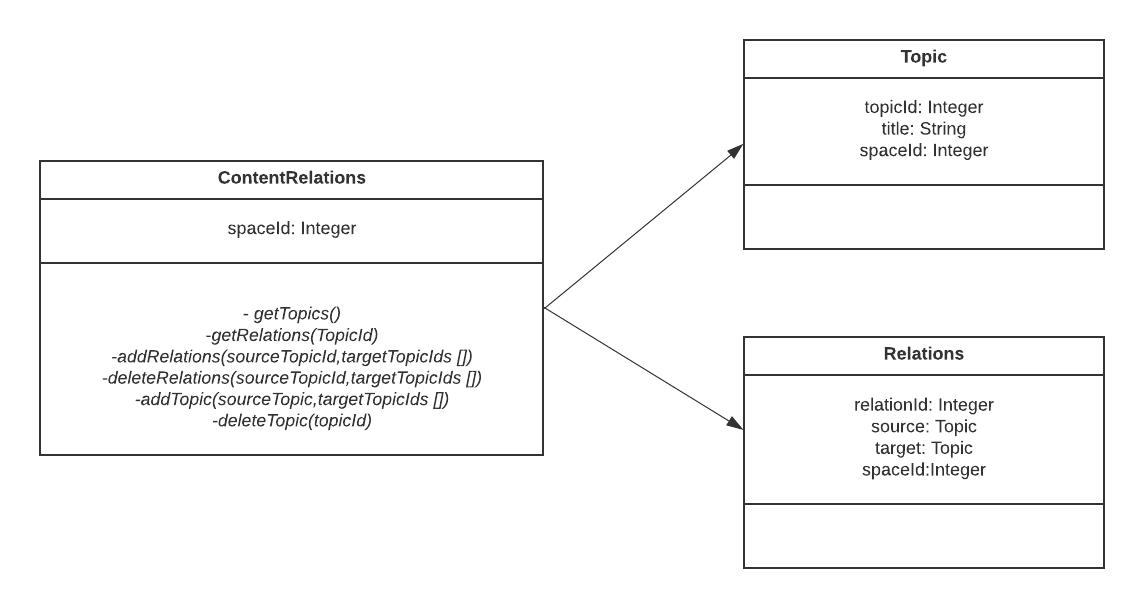 ContentRelations
spaceId: Integer
- getTopics()
-getRelations(TopicId)
-addRelations(sourceTopicId,targetTopicIds [])
-deleteRelations(sourceTopicId,targetTopicIds [])
-addTopic(sourceTopic,targetTopicIds [])
-deleteTopic(topicId)
Topic
topicId: Integer
title: String
spaceId: Integer
Relations
relationId: Integer
source: Topic
target: Topic
spaceId:Integer